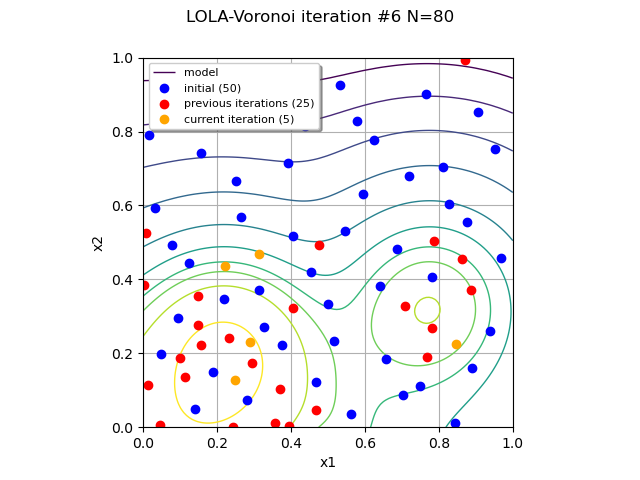 LOLA-Voronoi iteration #6 N=80
model
initial (50)
previous iterations (25)
current iteration (5)
1.0
0.8
0.6
0.4
0.2
0.0
x2
0.0 0.2 0.4 0.6 0.8 1.0
x1